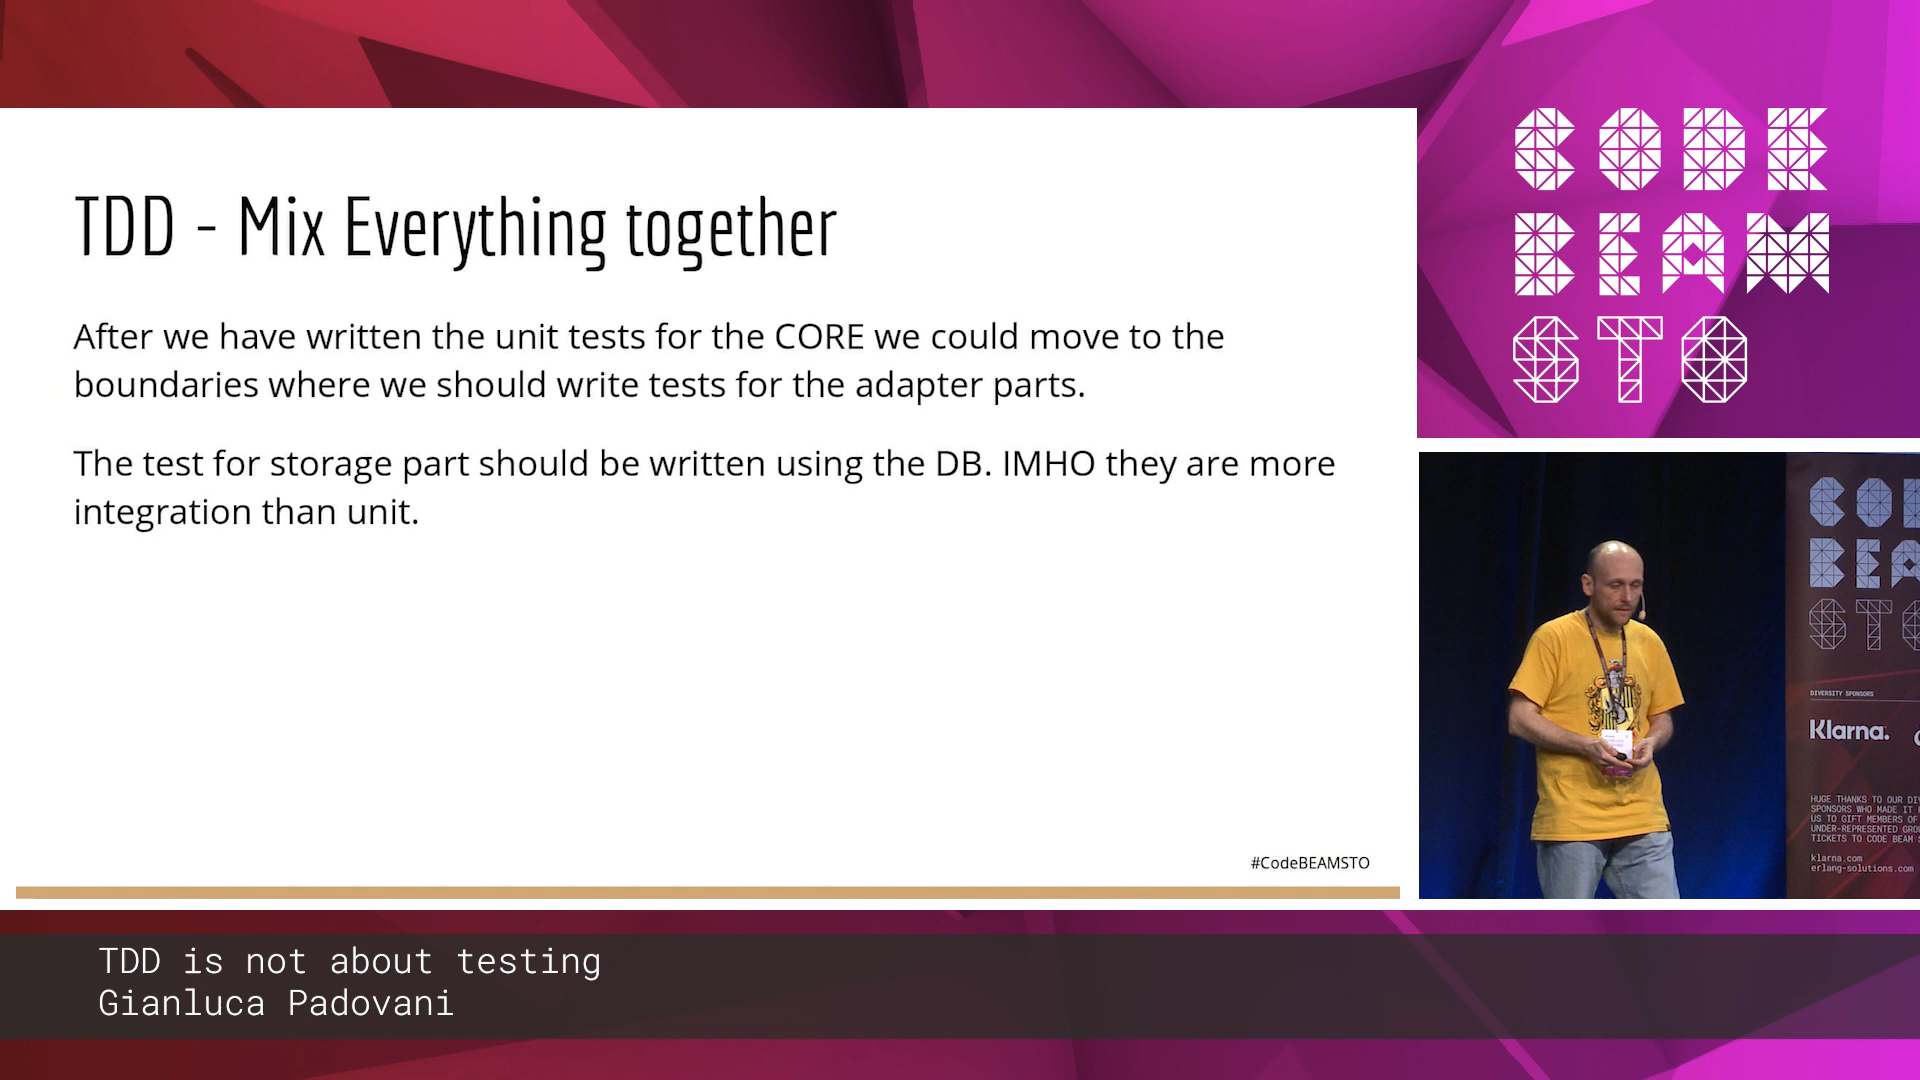 CODE
BEAM
STO
TDD - Mix Everything together
After we have written the unit tests for the CORE we could move to the
boundaries where we should write tests for the adapter parts.
The test for storage part should be written using the DB. IMHO they are more
integration than unit.
#CodeBEAMSTO
DIVERSITY SPONSORS
Klarna.
HUGE THANKS TO OUR
SPONSORS WHO MADE IT
US TO GIFT MEMBERS OF
UNDER-REPRESENTED
TICKETS TO CODE BEAM
klarna.com
erlang-solutions.com
TDD is not about testing
Gianluca Padovani